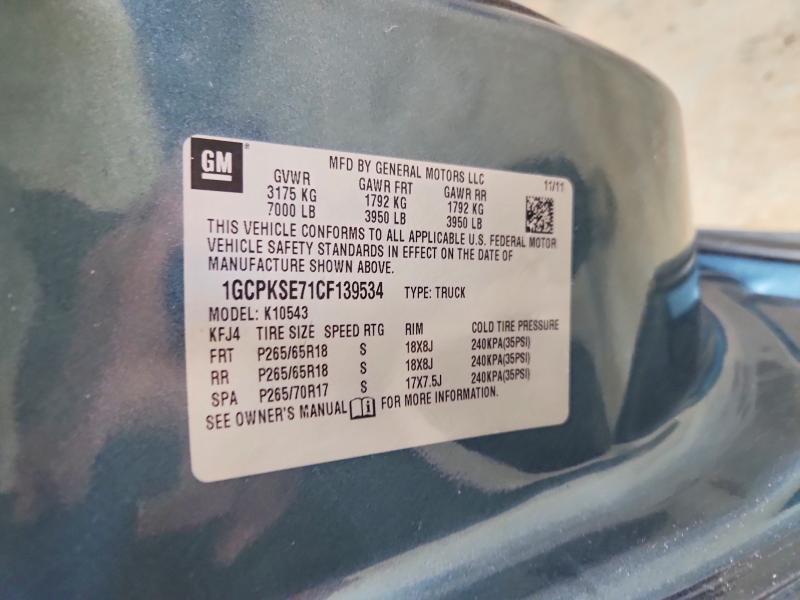 GM
MFD BY GENERAL MOTORS LLC
11/11
GVWR GAWR FRT GAWR RR
3175 KG 1792 KG 1792 KG
7000 LB 3950 LB 3950 LB
THIS VEHICLE CONFORMS TO ALL APPLICABLE U.S. FEDERAL MOTOR
VEHICLE SAFETY STANDARDS IN EFFECT ON THE DATE OF
MANUFACTURE SHOWN ABOVE.
1GCPKSE71CF139534 TYPE: TRUCK
MODEL: K10543
KFJ4 TIRE SIZE SPEED RTG RIM COLD TIRE PRESSURE
FRT P265/65R18 S 18X8J 240KPA(35PSI)
RR P265/65R18 S 18X8J 240KPA(35PSI)
SPA P265/70R17 S 17X7.5J 240KPA(35PSI)
SEE OWNER'S MANUAL i FOR MORE INFORMATION.